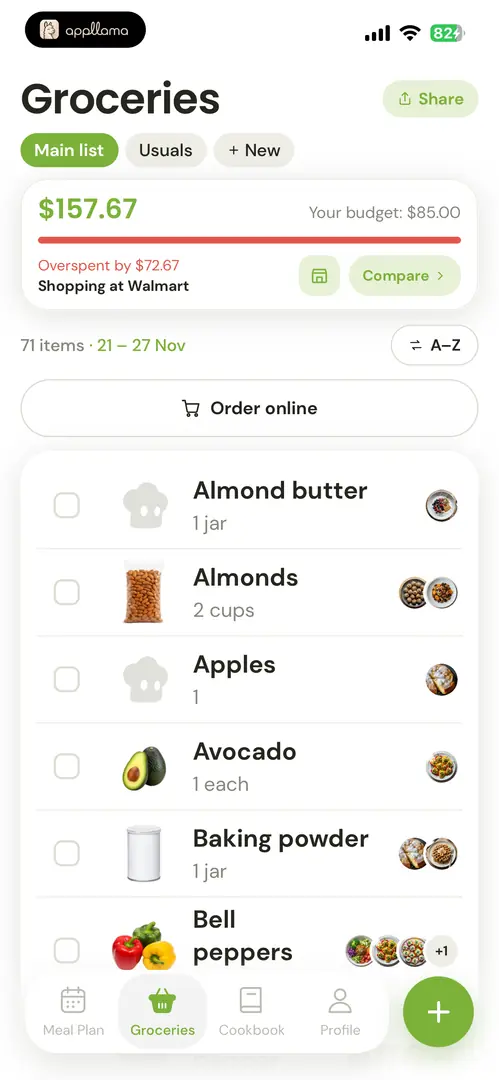 appllama
82
Groceries
Share
Main list
Usuals
+ New
$157.67
Your budget: $85.00
Overspent by $72.67
Shopping at Walmart
Compare
71 items · 21 – 27 Nov
A–Z
Order online
Almond butter
1 jar
Almonds
2 cups
Apples
1
Avocado
1 each
Baking powder
1 jar
Bell
peppers
+1
Meal Plan
Groceries
Cookbook
Profile